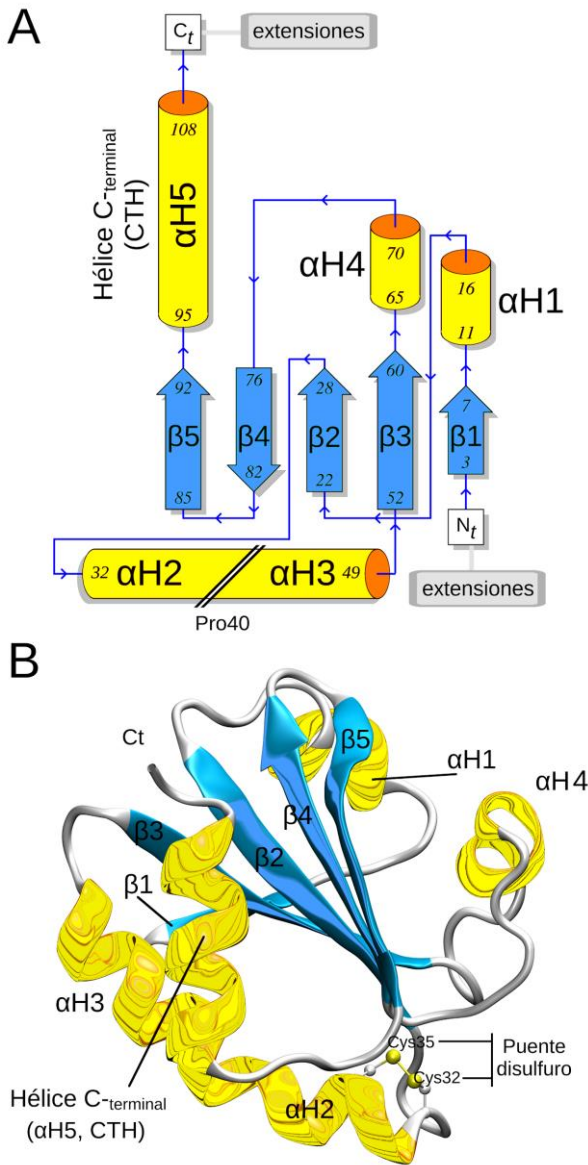 A
Ct
extensiones
108
αH5
95
Hélice C-terminal
(CTH)
αH4
70
65
16
11
αH1
92
β5
85
76
β4
82
28
β2
22
60
β3
52
7
β1
3
Nt
extensiones
32
αH2
αH3
49
Pro40
B
Ct
β5
αH1
αH4
β4
β3
β2
β1
αH3
Cys35
Puente
disulfuro
Cys32
αH2
Hélice C-terminal
(αH5, CTH)